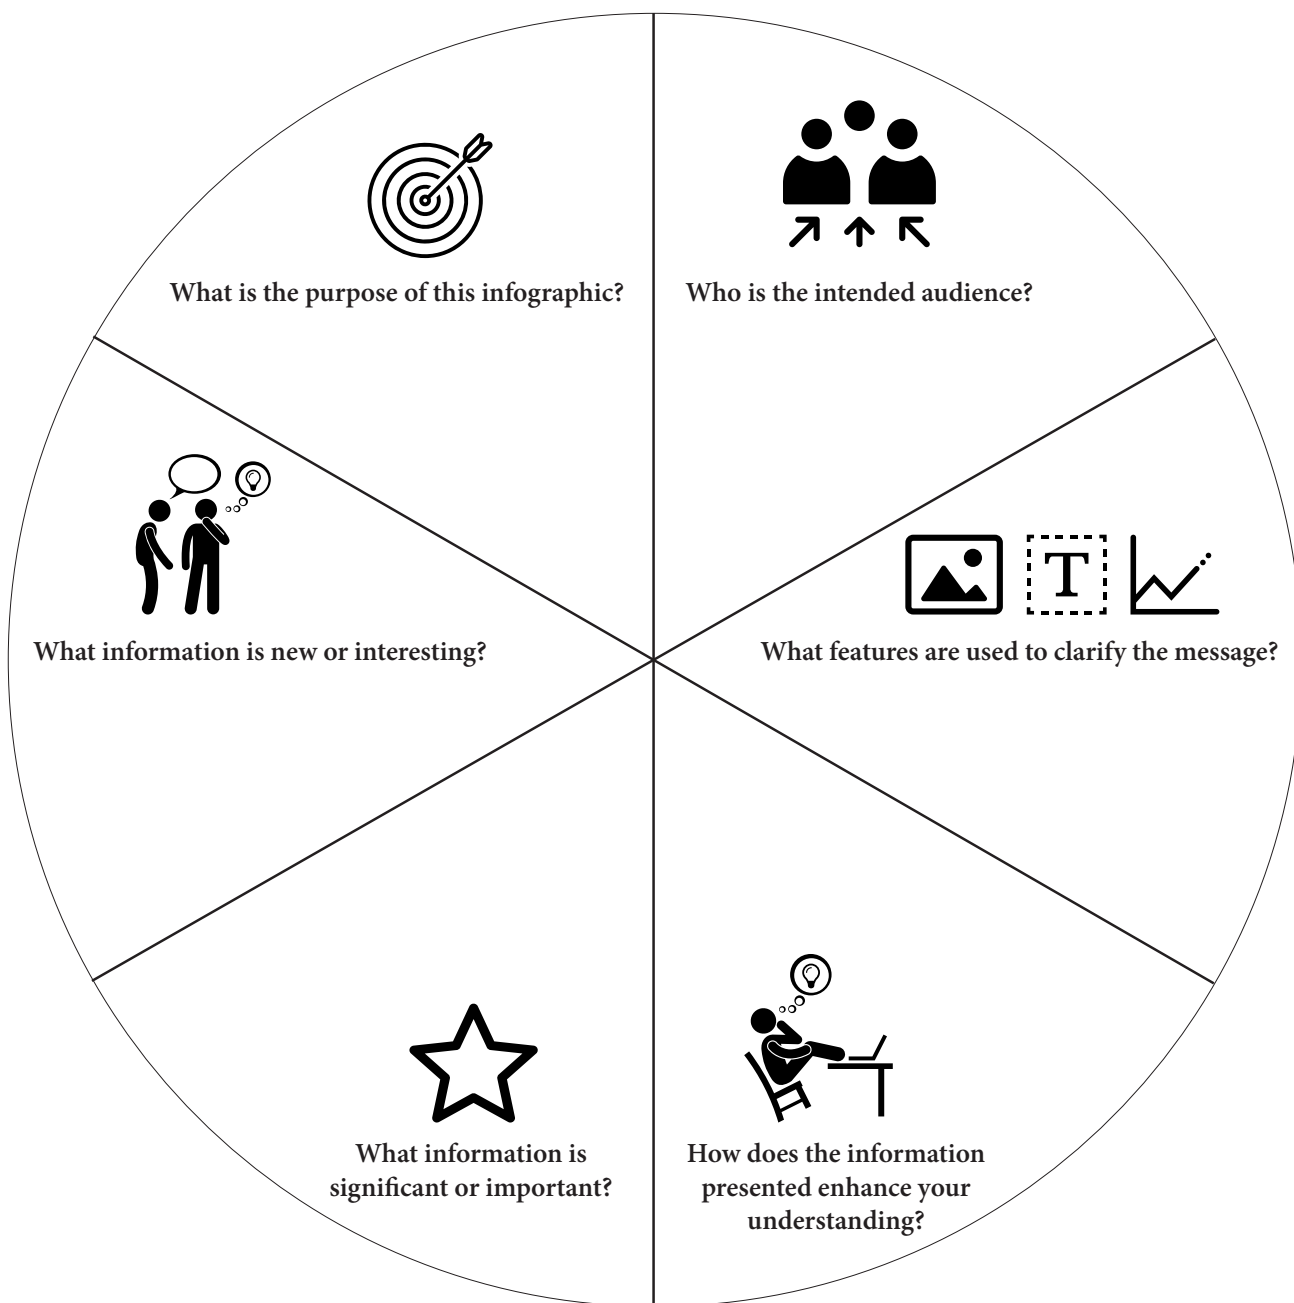 What is the purpose of this infographic?
Who is the intended audience?
What information is new or interesting?
T
What features are used to clarify the message?
What information is
significant or important?
How does the information
presented enhance your
understanding?